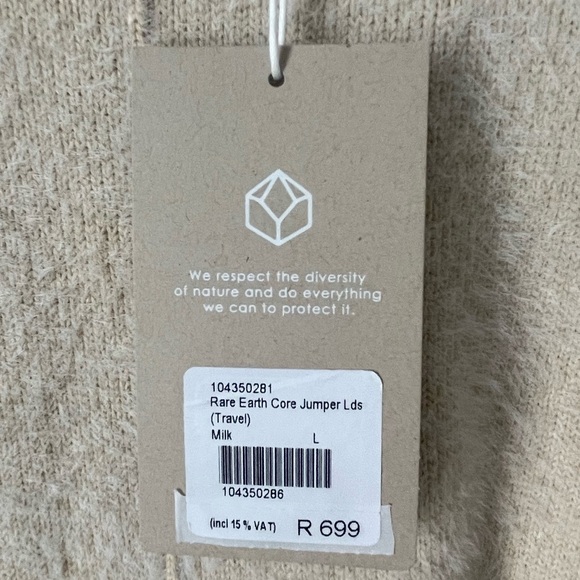 We respect the diversity
of nature and do everything
we can to protect it.
104350281
Rare Earth Core Jumper Lds
(Travel)
Milk L
104350286
(incl 15 % VAT) R 699